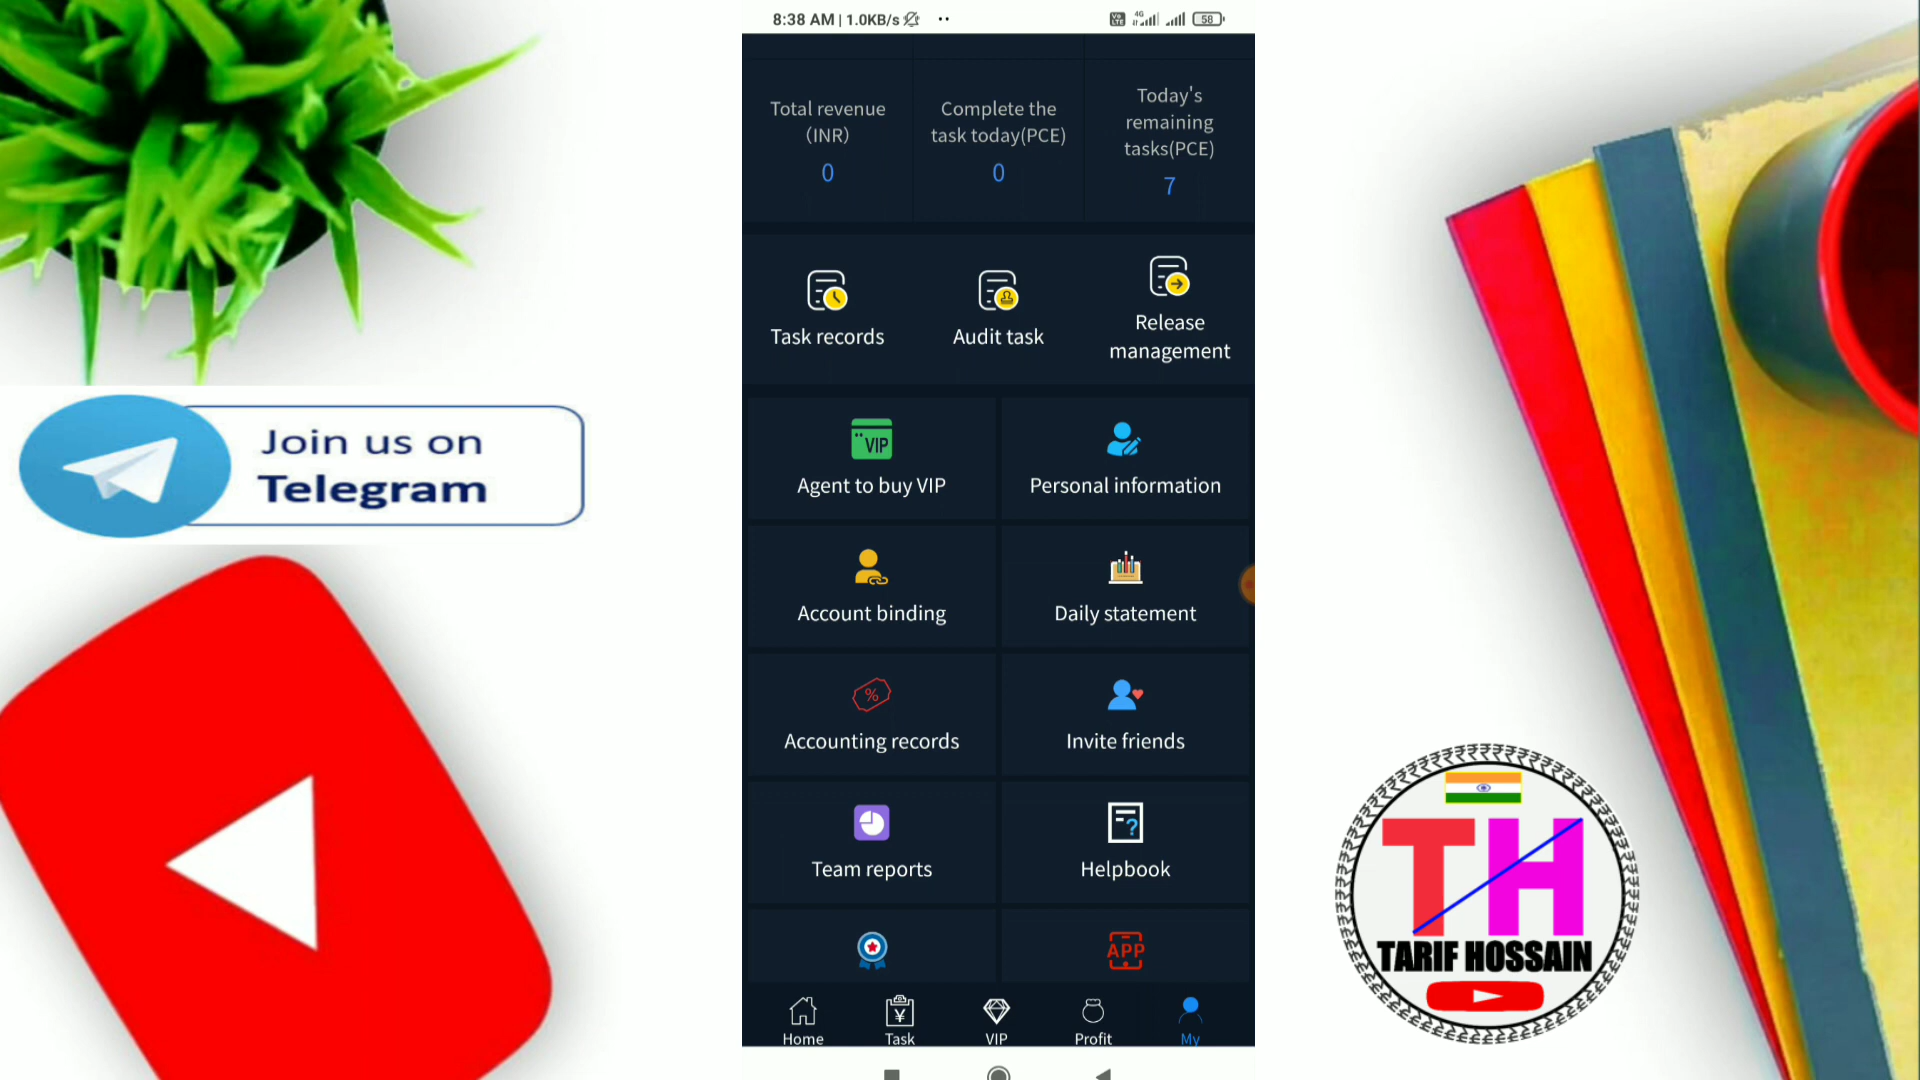 8:38 AM | 1.0KB/s
Vo
LTE
4G
58
Total revenue
(INR)
0
Complete the
task today(PCE)
0
Today's
remaining
tasks(PCE)
7
Task records
Audit task
Release
management
VIP
Agent to buy VIP
Personal information
Account binding
Daily statement
%
Accounting records
Invite friends
Team reports
?
Helpbook
APP
¥
Home
Task
VIP
Profit
My
Join us on
Telegram
TH
TARIF HOSSAIN